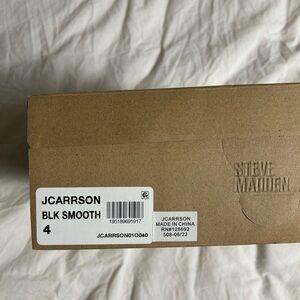 STEVE
MADDEN
JCARRSON
BLK SMOOTH
4
195189691917
JCARRSON01O040
JCARRSON
MADE IN CHINA
RN#128692
508-06/22